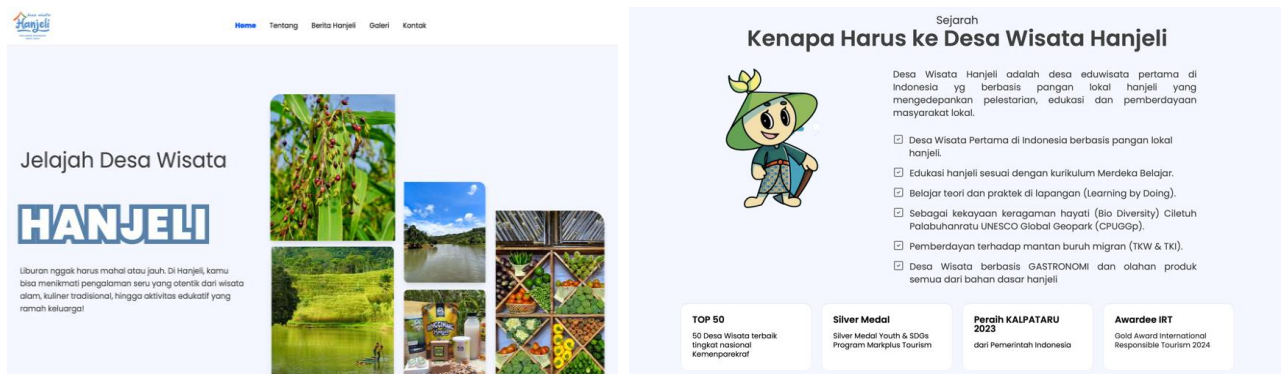 desa wisata
Hanjeli
Home Tentang Berita Hanjeli Galeri Kontak
Jelajah Desa Wisata
HANJELI
Liburan nggak harus mahal atau jauh. Di Hanjeli, kamu
bisa menikmati pengalaman seru yang otentik dari wisata
alam, kuliner tradisional, hingga aktivitas edukatif yang
ramah keluarga!
Sejarah
Kenapa Harus ke Desa Wisata Hanjeli
Desa Wisata Hanjeli adalah desa eduwisata pertama di
Indonesia yg berbasis pangan lokal hanjeli yang
mengedepankan pelestarian, edukasi dan pemberdayaan
masyarakat lokal.
Desa Wisata Pertama di Indonesia berbasis pangan lokal
hanjeli.
Edukasi hanjeli sesuai dengan kurikulum Merdeka Belajar.
Belajar teori dan praktek di lapangan (Learning by Doing).
Sebagai kekayaan keragaman hayati (Bio Diversity) Ciletuh
Palabuhanratu UNESCO Global Geopark (CPUGGp).
Pemberdayan terhadap mantan buruh migran (TKW & TKI).
Desa Wisata berbasis GASTRONOMI dan olahan produk
semua dari bahan dasar hanjeli
TOP 50
50 Desa Wisata terbaik
tingkat nasional
Kemenparekraf
Silver Medal
Silver Medal Youth & SDGs
Program Markplus Tourism
Peraih KALPATARU
2023
dari Pemerintah Indonesia
Awardee IRT
Gold Award International
Responsible Tourism 2024